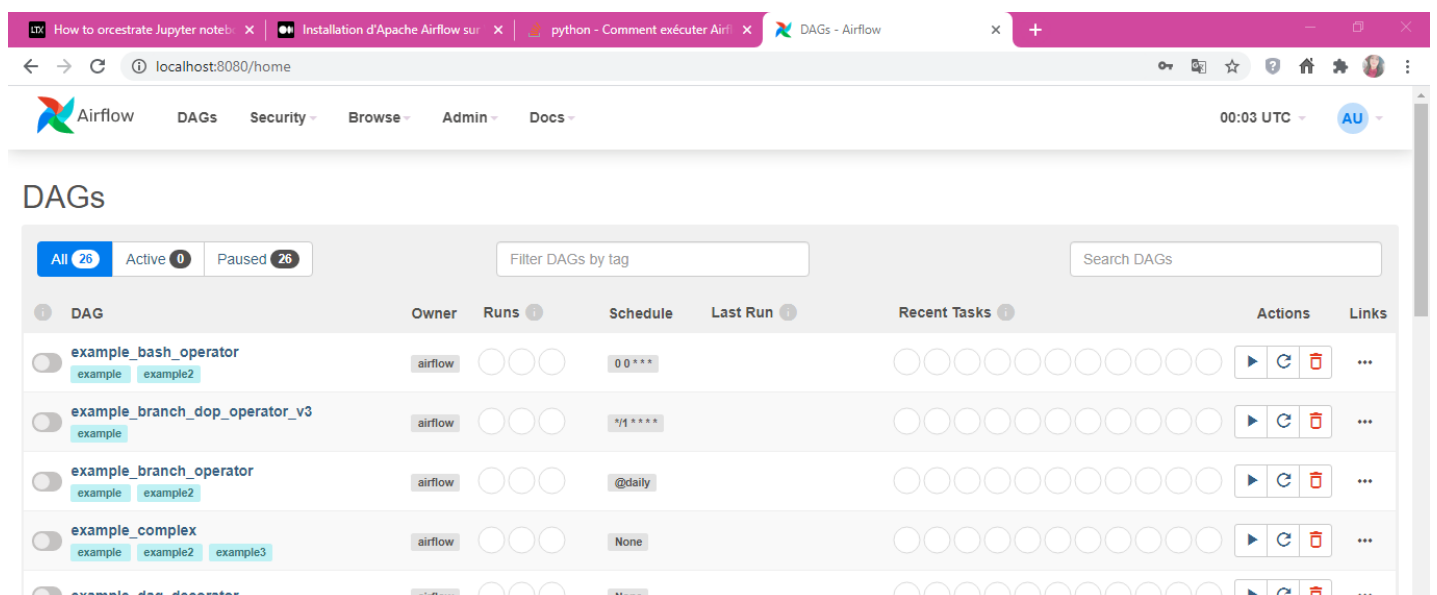 How to orcestrate Jupyter noteb
Installation d'Apache Airflow sur
python - Comment exécuter Airfl
DAGs - Airflow
localhost:8080/home
Airflow DAGs Security Browse Admin Docs 00:03 UTC AU
DAGs
All 26 Active 0 Paused 26 Filter DAGs by tag Search DAGs
DAG Owner Runs Schedule Last Run Recent Tasks Actions Links
example_bash_operator
example example2 airflow 0 0 * * *
example_branch_dop_operator_v3
example airflow */1 * * * *
example_branch_operator
example example2 airflow @daily
example_complex
example example2 example3 airflow None
example_dag_decorator airflow None